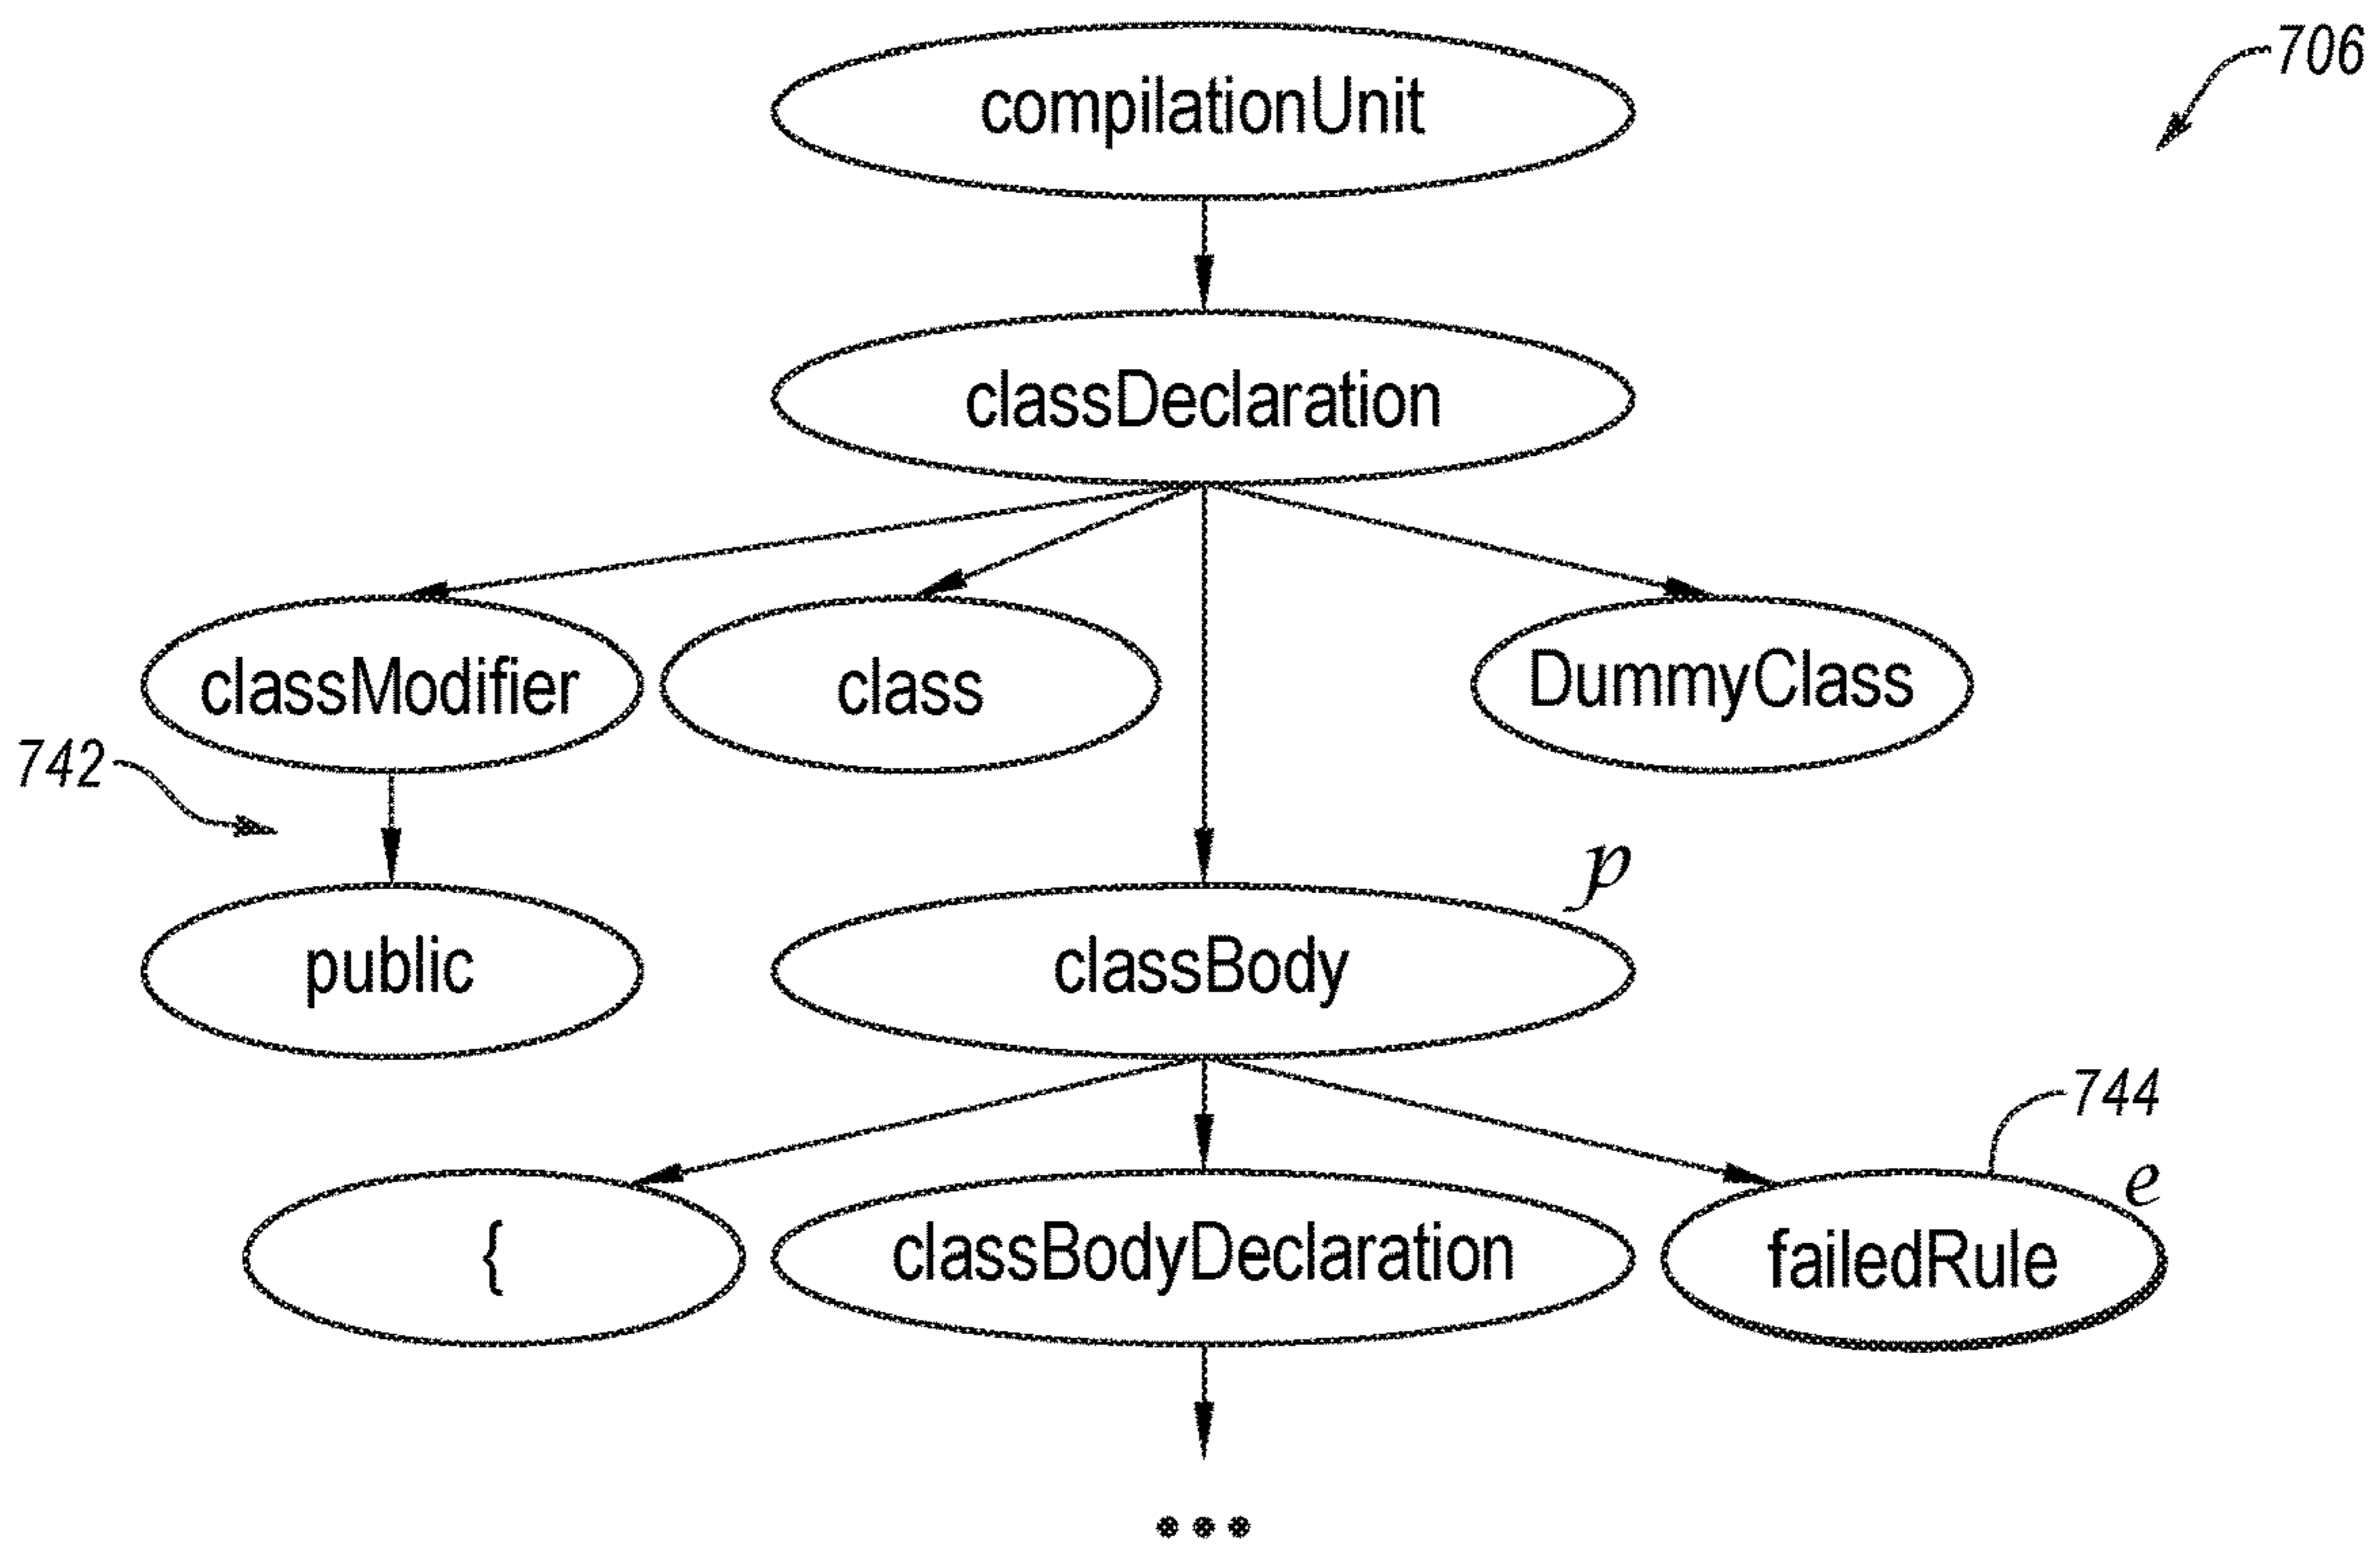 706
compilationUnit
classDeclaration
classModifier
class
DummyClass
742
p
public
classBody
744
e
{
classBodyDeclaration
failedRule
•••